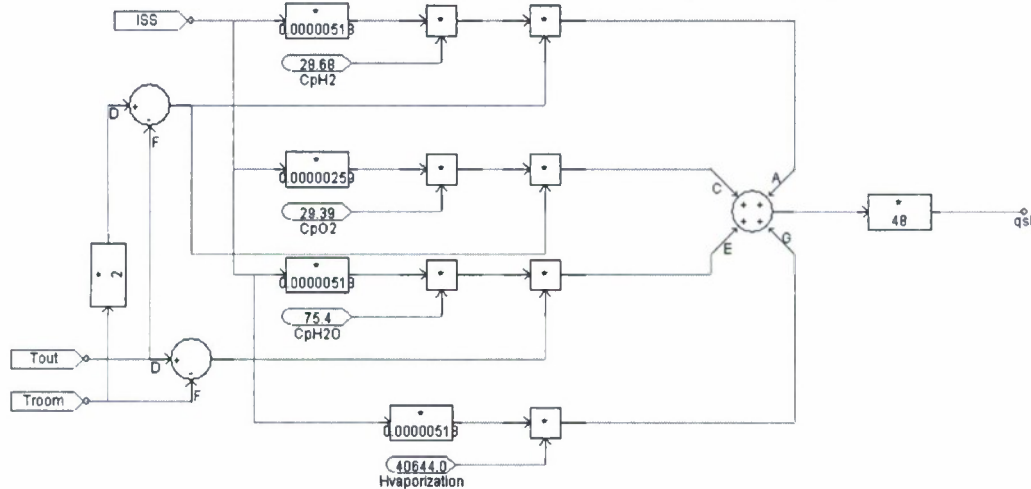 ISS
*
0.00000518
*
*
28.68
CpH2
D
+
-
F
*
0.00000259
*
*
29.39
CpO2
C
A
+ +
+ +
E
G
*
48
qsl
*
2
*
0.00000518
*
*
75.4
CpH2O
Tout
D
+
-
F
Troom
*
0.00000518
*
40644.0
Hvaporization